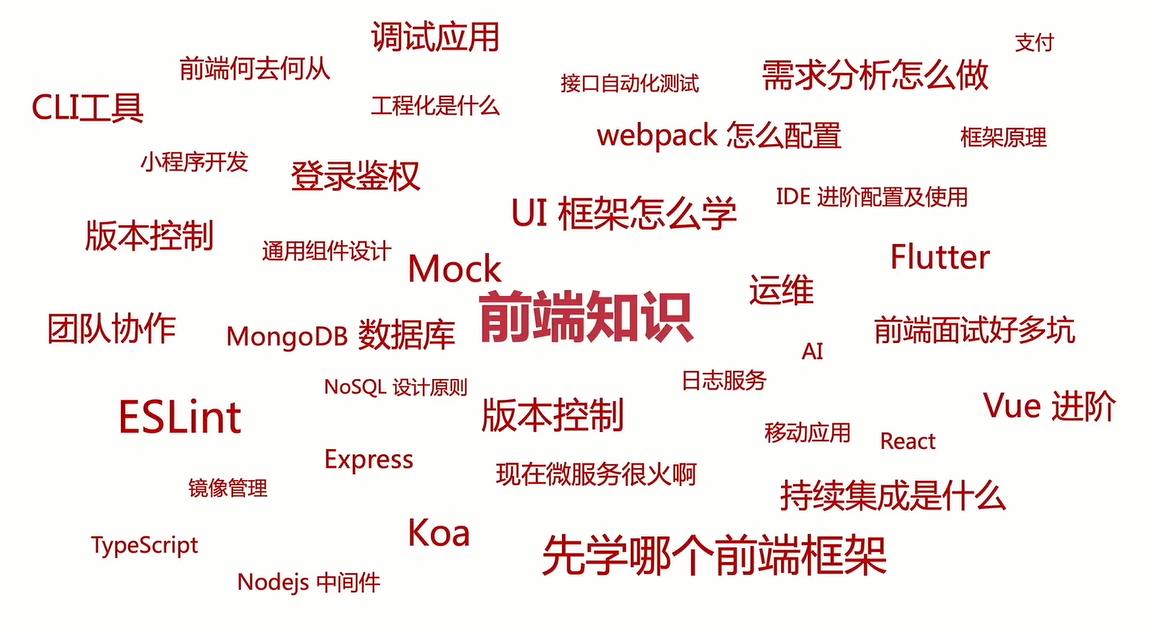 调试应用
支付
前端何去何从
需求分析怎么做
接口自动化测试
CLI工具
工程化是什么
webpack 怎么配置
框架原理
小程序开发
登录鉴权
IDE 进阶配置及使用
UI 框架怎么学
版本控制
通用组件设计
Flutter
Mock
运维
前端知识
团队协作
MongoDB 数据库
前端面试好多坑
AI
日志服务
NoSQL 设计原则
Vue 进阶
ESLint
版本控制
移动应用
React
Express
现在微服务很火啊
镜像管理
持续集成是什么
Koa
TypeScript
先学哪个前端框架
Nodejs 中间件